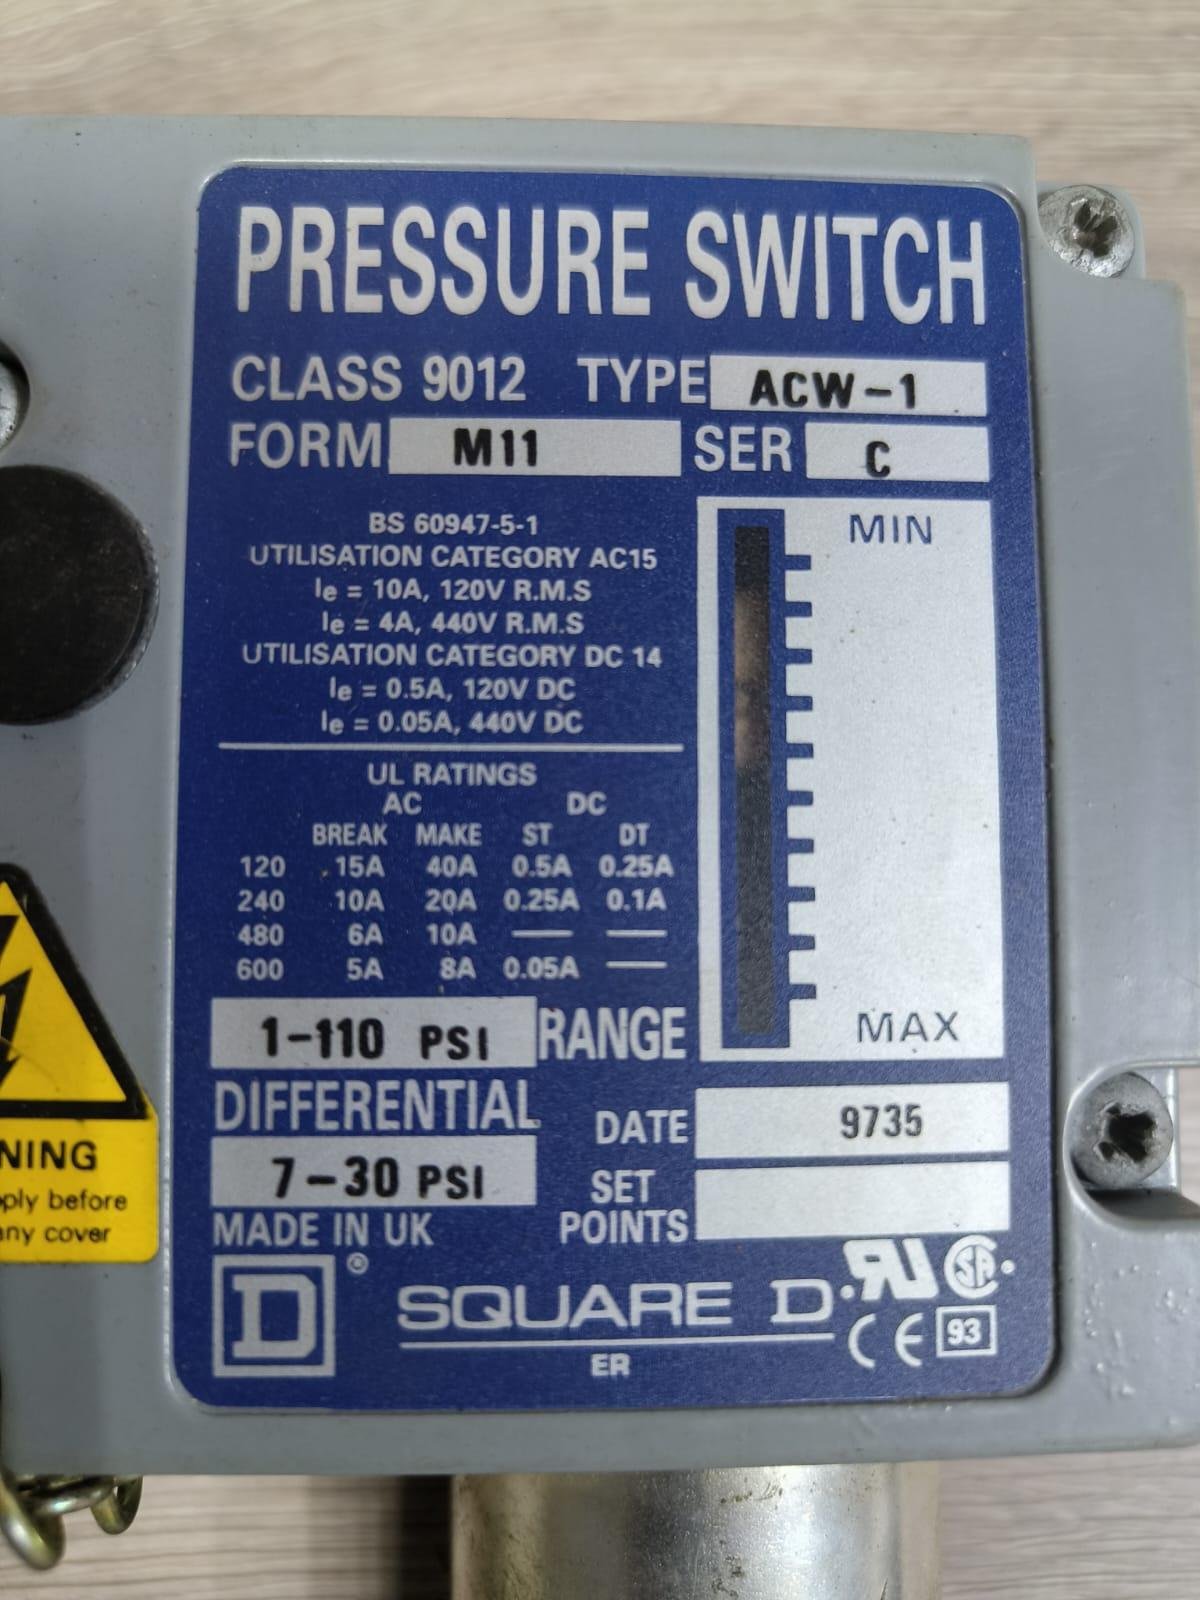 PRESSURE SWITCH
CLASS 9012 TYPE ACW-1
FORM M11 SER C
BS 60947-5-1
UTILISATION CATEGORY AC15
Ie = 10A, 120V R.M.S
Ie = 4A, 440V R.M.S
UTILISATION CATEGORY DC 14
Ie = 0.5A, 120V DC
Ie = 0.05A, 440V DC
MIN
MAX
UL RATINGS
AC DC
BREAK MAKE ST DT
120 15A 40A 0.5A 0.25A
240 10A 20A 0.25A 0.1A
480 6A 10A — —
600 5A 8A 0.05A —
1-110 PSI RANGE
DIFFERENTIAL
7-30 PSI
DATE 9735
SET
POINTS
MADE IN UK
D ®
SQUARE D
ER
RU SA
CE 93
NING
ply before
any cover